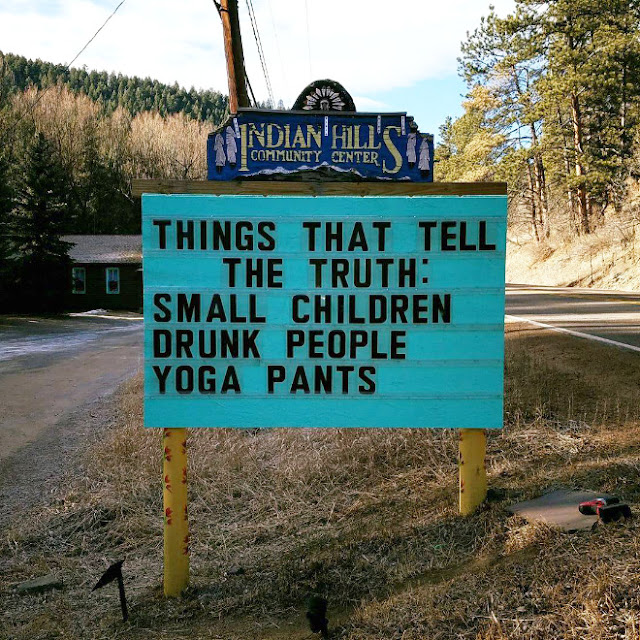 INDIAN HILLS
COMMUNITY CENTER
THINGS THAT TELL
THE TRUTH:
SMALL CHILDREN
DRUNK PEOPLE
YOGA PANTS